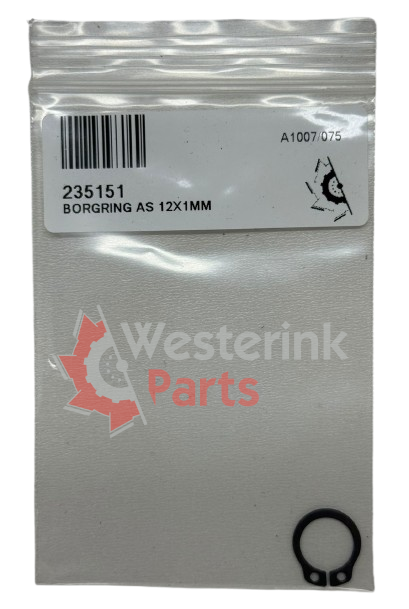 A1007/075
235151
BORGRING AS 12X1MM
Westerink
Parts